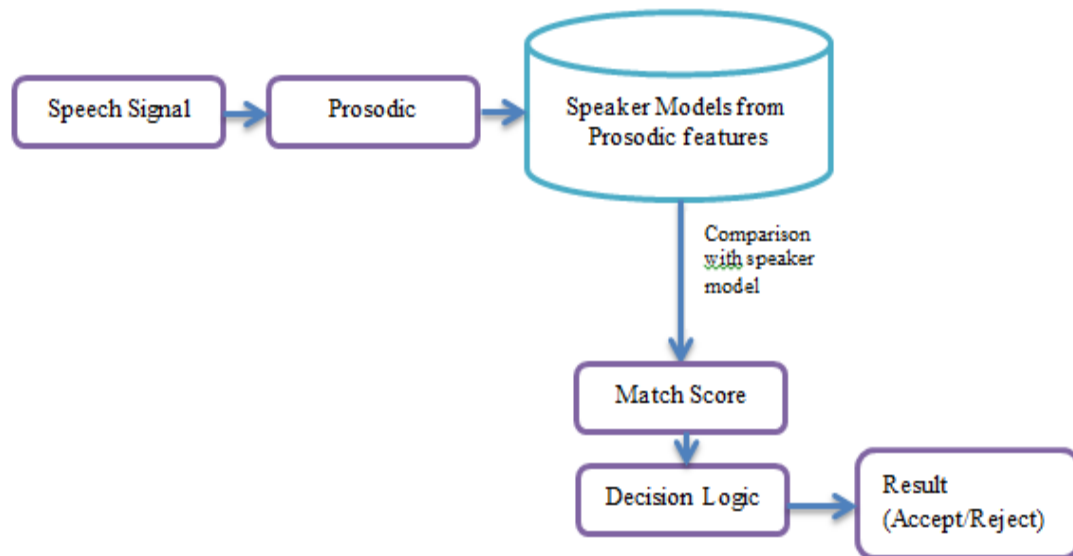 Speech Signal
Prosodic
Speaker Models from
Prosodic features
Comparison
with speaker
model
Match Score
Decision Logic
Result
(Accept/Reject)